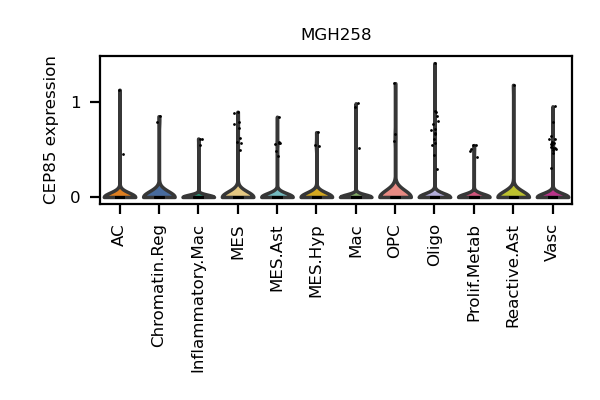 MGH258
CEP85 expression
1
0
AC
Chromatin.Reg
Inflammatory.Mac
MES
MES.Ast
MES.Hyp
Mac
OPC
Oligo
Prolif.Metab
Reactive.Ast
Vasc